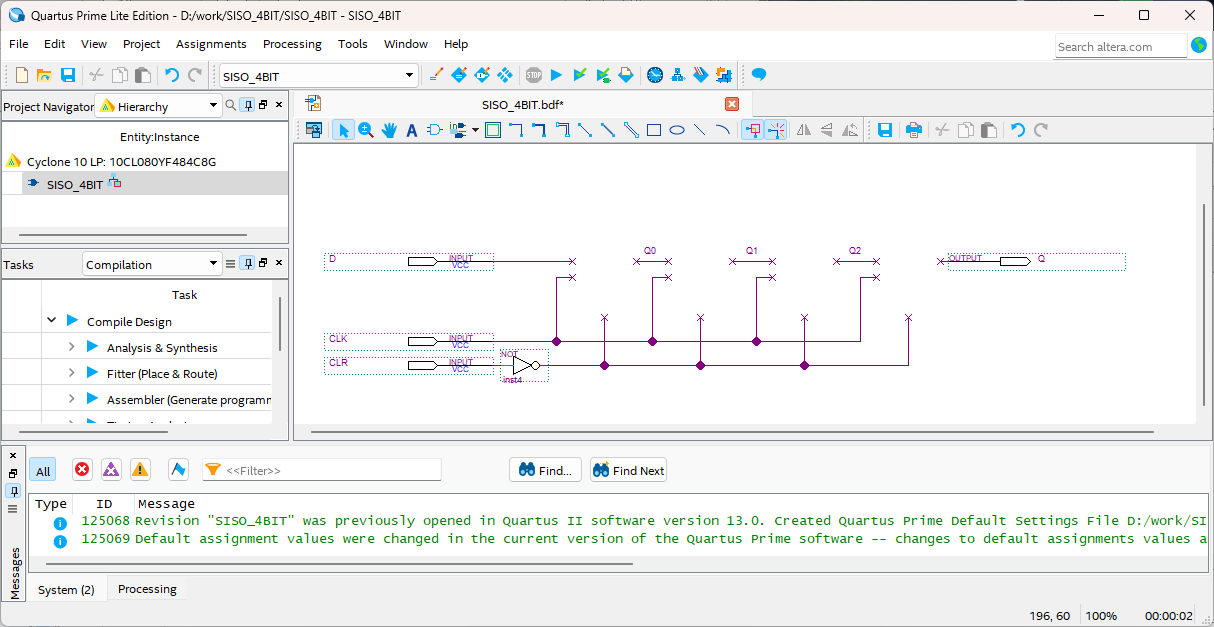 Quartus Prime Lite Edition - D:/work/SISO_4BIT/SISO_4BIT - SISO_4BIT
File Edit View Project Assignments Processing Tools Window Help
Search altera.com
SISO_4BIT
STOP
Project Navigator Hierarchy
SISO_4BIT.bdf*
Entity:Instance
Cyclone 10 LP: 10CL080YF484C8G
SISO_4BIT
Tasks Compilation
Task
Compile Design
Analysis & Synthesis
Fitter (Place & Route)
Assembler (Generate programm
D INPUT VCC
Q0
Q1
Q2
OUTPUT Q
CLK INPUT VCC
CLR INPUT VCC
NOT
inst4
All
<<Filter>>
Find...
Find Next
Type ID Message
125068 Revision "SISO_4BIT" was previously opened in Quartus II software version 13.0. Created Quartus Prime Default Settings File D:/work/SI
125069 Default assignment values were changed in the current version of the Quartus Prime software -- changes to default assignments values a
Messages
System (2) Processing
196, 60 100% 00:00:02